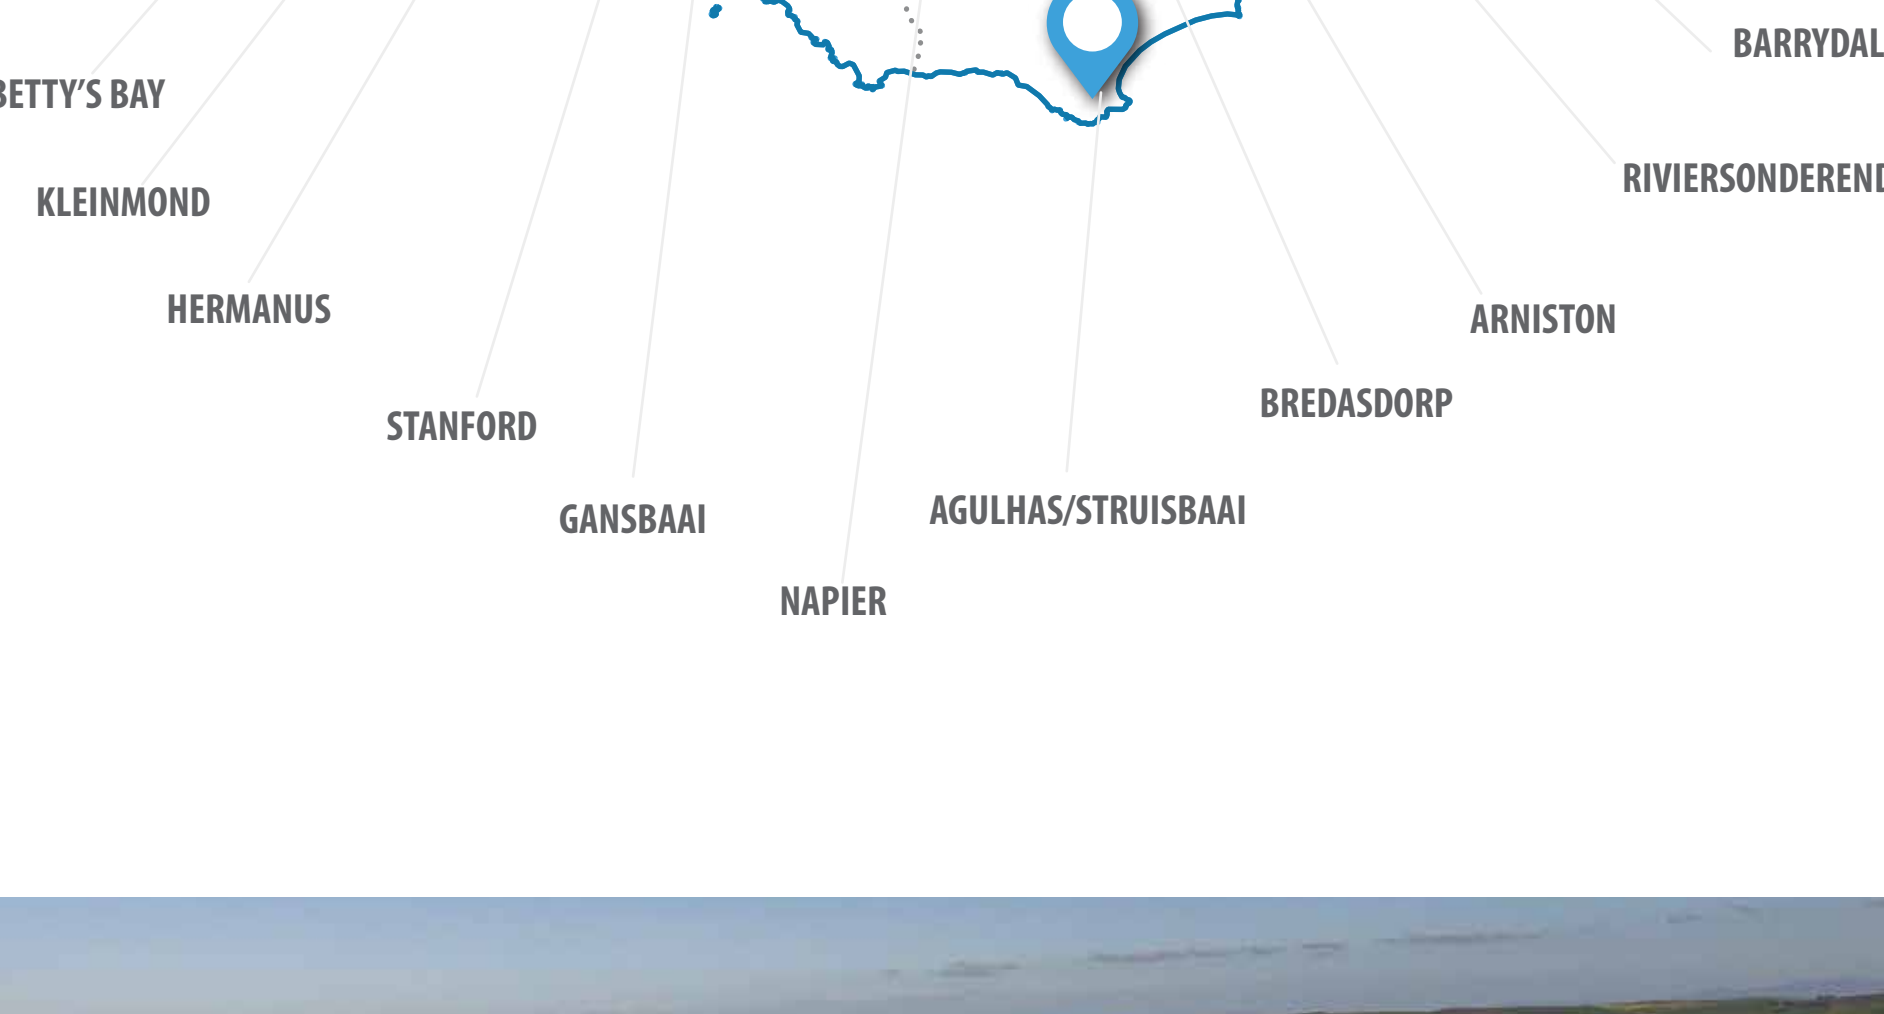 BARRYDAL
BETTY'S BAY
RIVIERSONDEREND
KLEINMOND
HERMANUS
ARNISTON
BREDASDORP
STANFORD
AGULHAS/STRUISBAAI
GANSBAAI
NAPIER